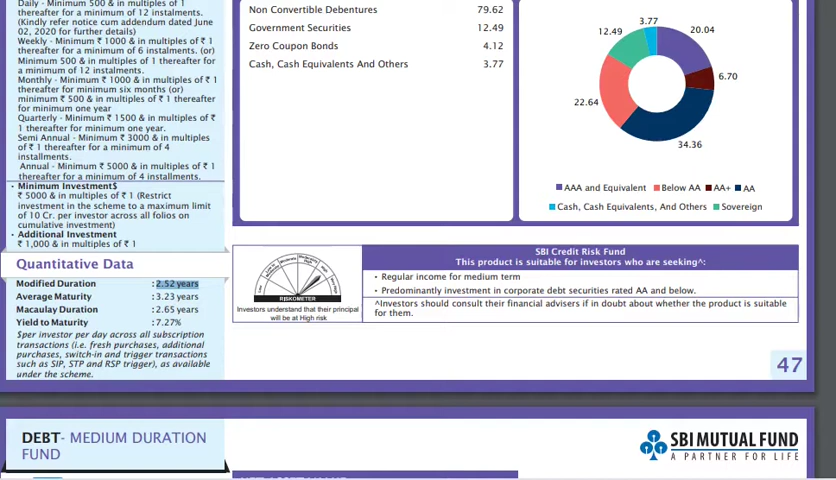 Daily - Minimum 500 & in multiples of 1
thereafter for a minimum of 12 instalments.
(Kindly refer notice cum addendum dated June
02, 2020 for further details)
Weekly - Minimum ₹ 1000 & in multiples of ₹ 1
thereafter for a minimum of 6 instalments. (or)
Minimum 500 & in multiples of 1 thereafter for
a minimum of 12 instalments.
Monthly - Minimum ₹ 1000 & in multiples of ₹ 1
thereafter for minimum six months (or)
minimum ₹ 500 & in multiples of ₹ 1 thereafter
for minimum one year
Quarterly - Minimum ₹ 1500 & in multiples of ₹
1 thereafter for minimum one year.
Semi Annual - Minimum ₹ 3000 & in multiples
of ₹ 1 thereafter for a minimum of 4
installments.
Annual - Minimum ₹ 5000 & in multiples of ₹ 1
thereafter for a minimum of 4 installments.
• Minimum Investment$
₹ 5000 & in multiples of ₹ 1 (Restrict
investment in the scheme to a maximum limit
of 10 Cr. per investor across all folios on
cumulative investment)
• Additional Investment
₹ 1,000 & in multiples of ₹ 1
Quantitative Data
Modified Duration : 2.52 years
Average Maturity : 3.23 years
Macaulay Duration : 2.65 years
Yield to Maturity : 7.27%
$per investor per day across all subscription
transactions (i.e. fresh purchases, additional
purchases, switch-in and trigger transactions
such as SIP, STP and RSP trigger), as available
under the scheme.
Non Convertible Debentures 79.62
Government Securities 12.49
Zero Coupon Bonds 4.12
Cash, Cash Equivalents And Others 3.77
3.77
12.49
20.04
6.70
22.64
34.36
AAA and Equivalent Below AA AA+ AA
Cash, Cash Equivalents, And Others Sovereign
RISKOMETER
Investors understand that their principal
will be at High risk
SBI Credit Risk Fund
This product is suitable for investors who are seeking^:
• Regular income for medium term
• Predominantly investment in corporate debt securities rated AA and below.
^Investors should consult their financial advisers if in doubt about whether the product is suitable
for them.
47
DEBT- MEDIUM DURATION
FUND
SBI MUTUAL FUND
A PARTNER FOR LIFE